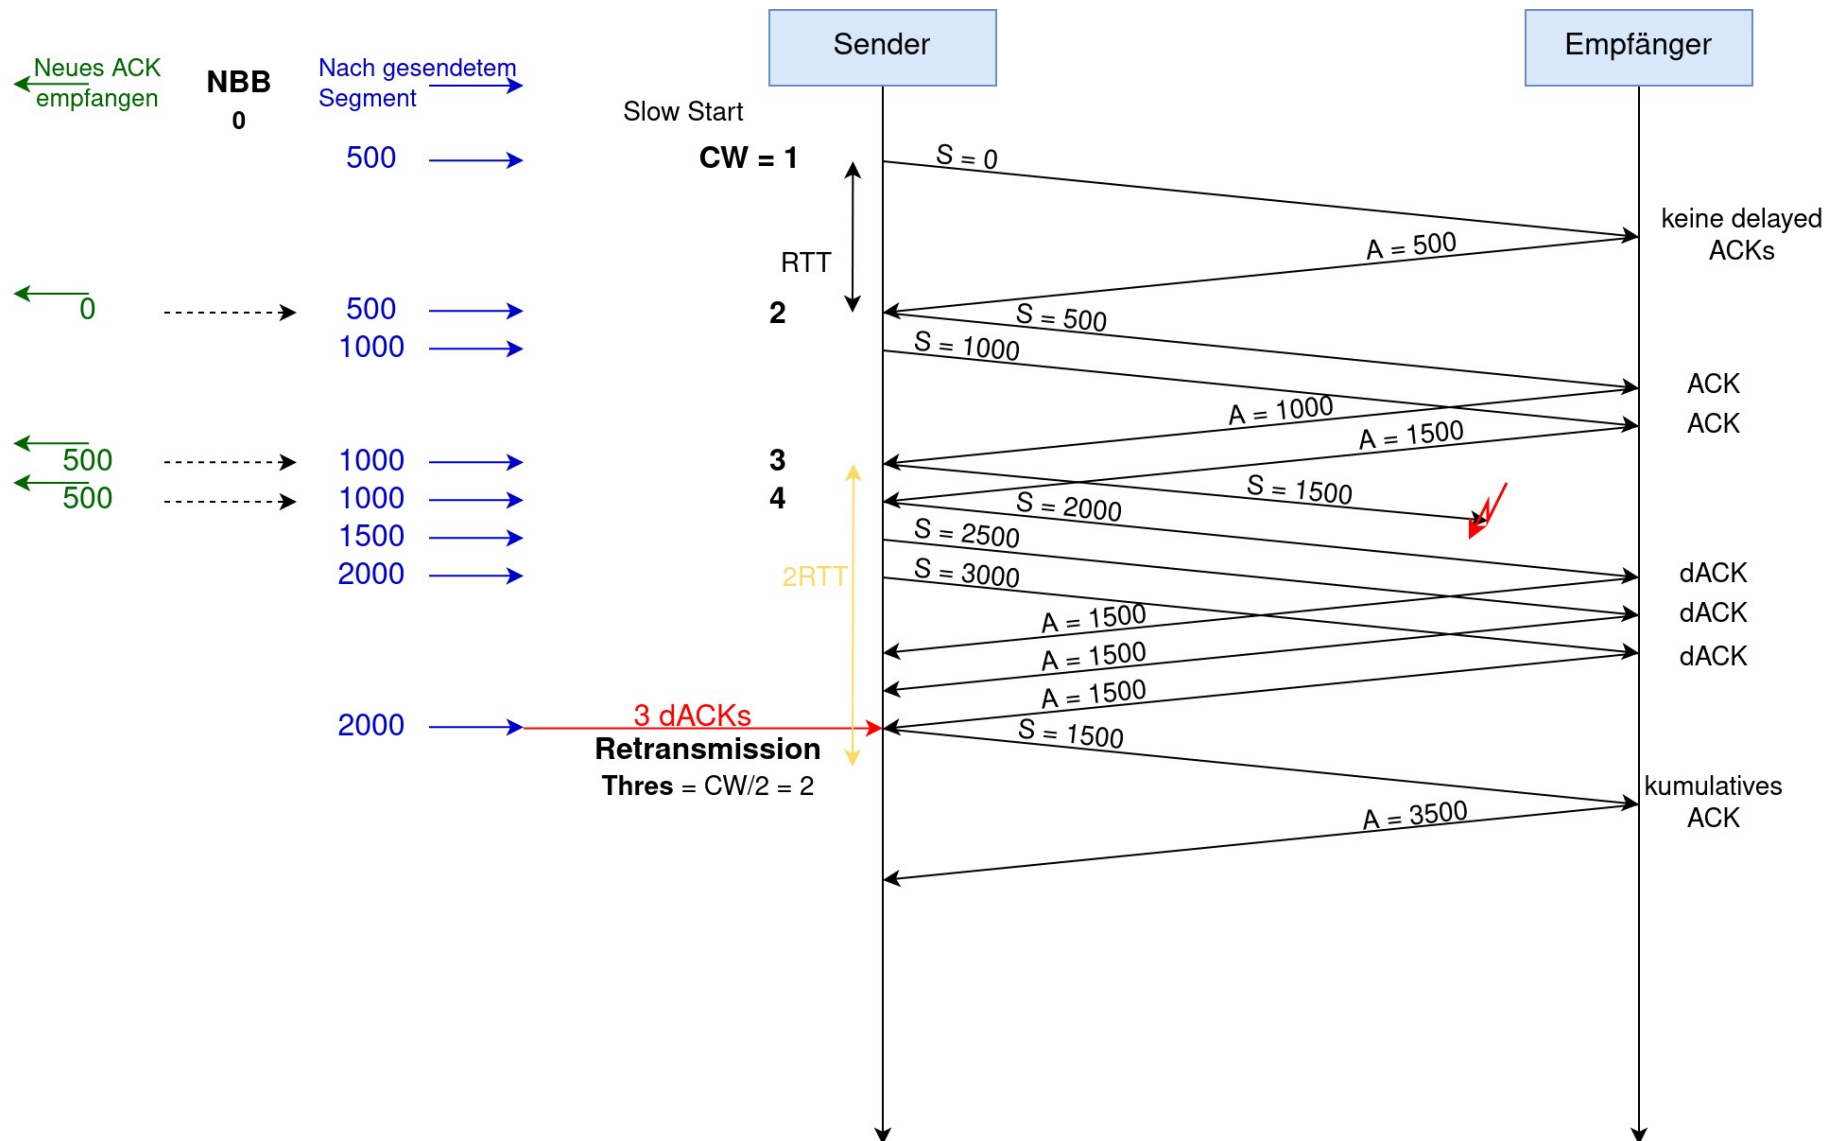 Sender
Empfänger
Neues ACK
empfangen
NBB
0
Nach gesendetem
Segment
Slow Start
500
CW = 1
S = 0
keine delayed
ACKs
A = 500
RTT
0
500
2
S = 500
1000
S = 1000
ACK
A = 1000
ACK
A = 1500
500
1000
3
S = 1500
500
1000
4
S = 2000
1500
S = 2500
2000
2RTT
S = 3000
dACK
dACK
A = 1500
dACK
A = 1500
A = 1500
2000
3 dACKs
S = 1500
Retransmission
Thres = CW/2 = 2
kumulatives
ACK
A = 3500